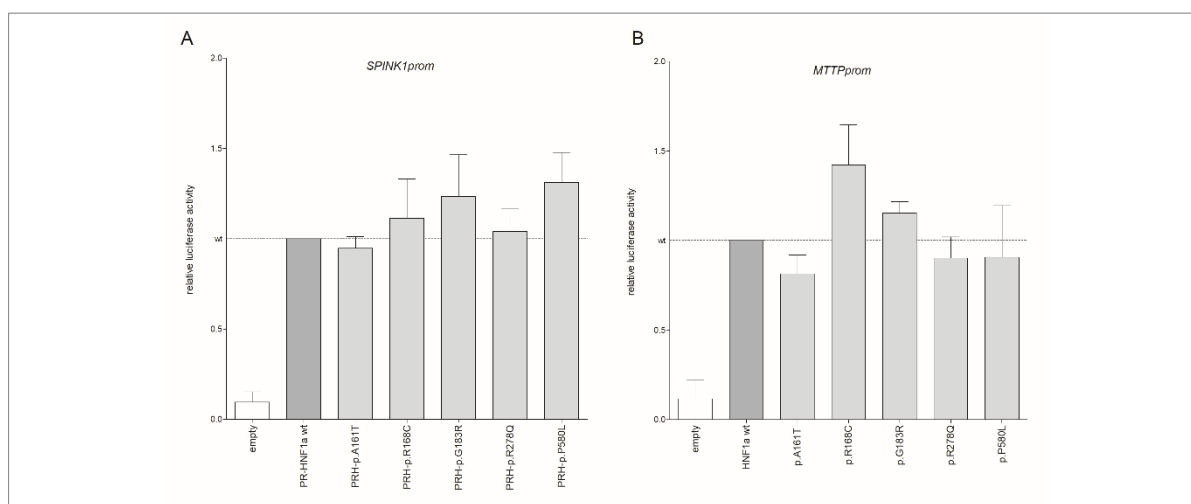 A
SPINK1prom
2.0
1.5
wt
0.5
0.0
relative luciferase activity
empty
PR-HNF1a wt
PRH-p.A161T
PRH-p.R168C
PRH-p.G183R
PRH-p.R278Q
PRH-p.P580L
B
MTTPprom
2.0
1.5
wt
0.5
0.0
relative luciferase activity
empty
HNF1a wt
p.A161T
p.R168C
p.G183R
p.R278Q
p.P580L